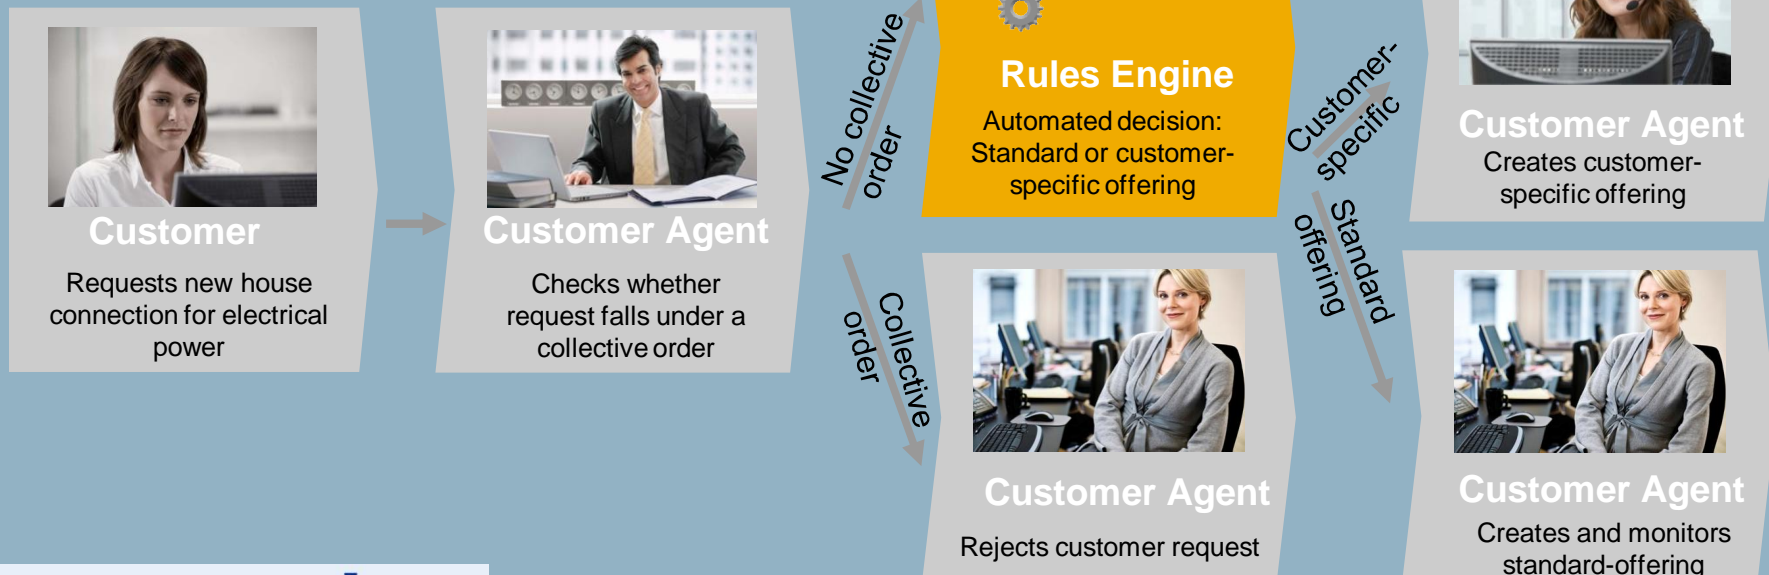 Customer
Requests new house
connection for electrical
power
Customer Agent
Checks whether
request falls under a
collective order
No collective
order
Collective
order
Rules Engine
Automated decision:
Standard or customer-
specific offering
Customer Agent
Rejects customer request
Customer-
specific
Standard
offering
Customer Agent
Creates customer-
specific offering
Customer Agent
Creates and monitors
standard-offering